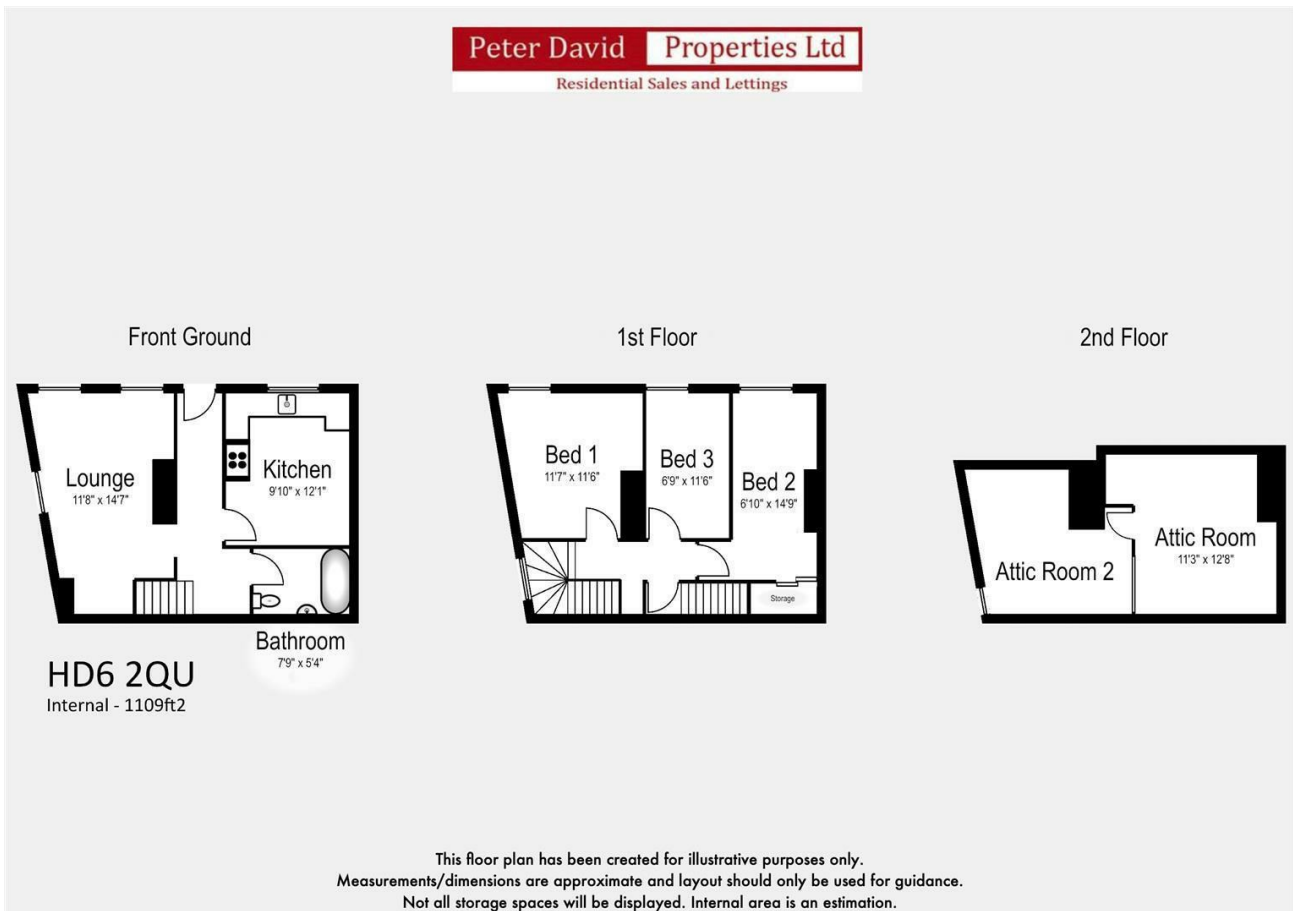 Peter David Properties Ltd
Residential Sales and Lettings
Front Ground
1st Floor
2nd Floor
Lounge
11'8" x 14'7"
Kitchen
9'10" x 12'1"
Bathroom
7'9" x 5'4"
Bed 1
11'7" x 11'6"
Bed 3
6'9" x 11'6"
Bed 2
6'10" x 14'9"
Storage
Attic Room 2
Attic Room
11'3" x 12'8"
HD6 2QU
Internal - 1109ft2
This floor plan has been created for illustrative purposes only.
Measurements/dimensions are approximate and layout should only be used for guidance.
Not all storage spaces will be displayed. Internal area is an estimation.